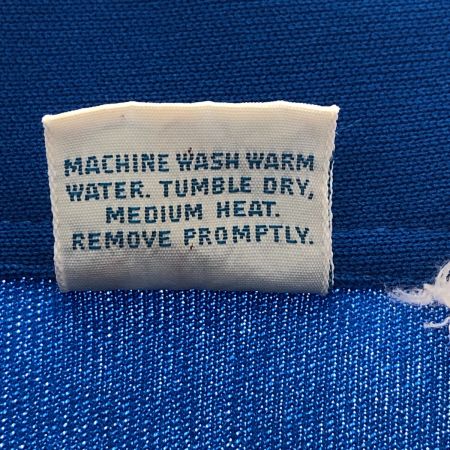 MACHINE WASH WARM
WATER. TUMBLE DRY,
MEDIUM HEAT.
REMOVE PROMPTLY.